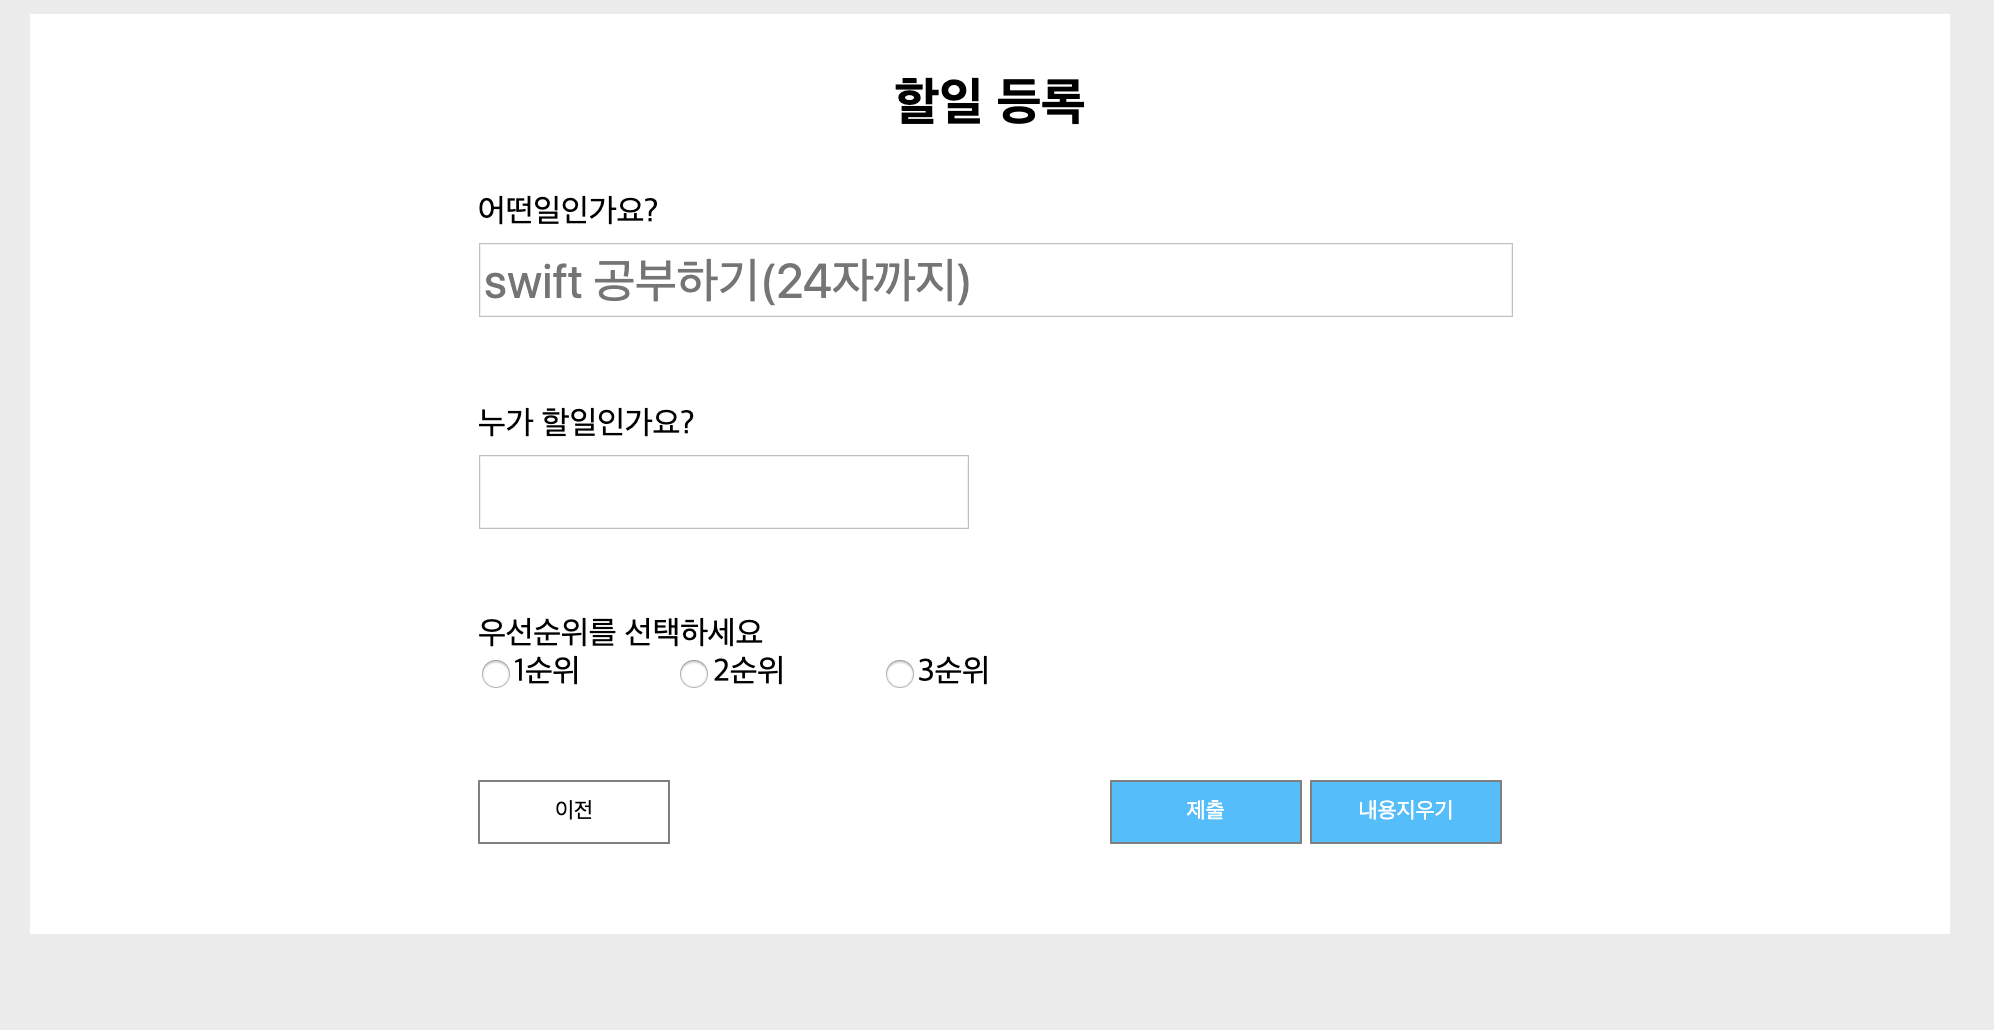 할일 등록
어떤일인가요?
swift 공부하기(24자까지)
누가 할일인가요?
우선순위를 선택하세요
1순위 2순위 3순위
이전 제출 내용지우기